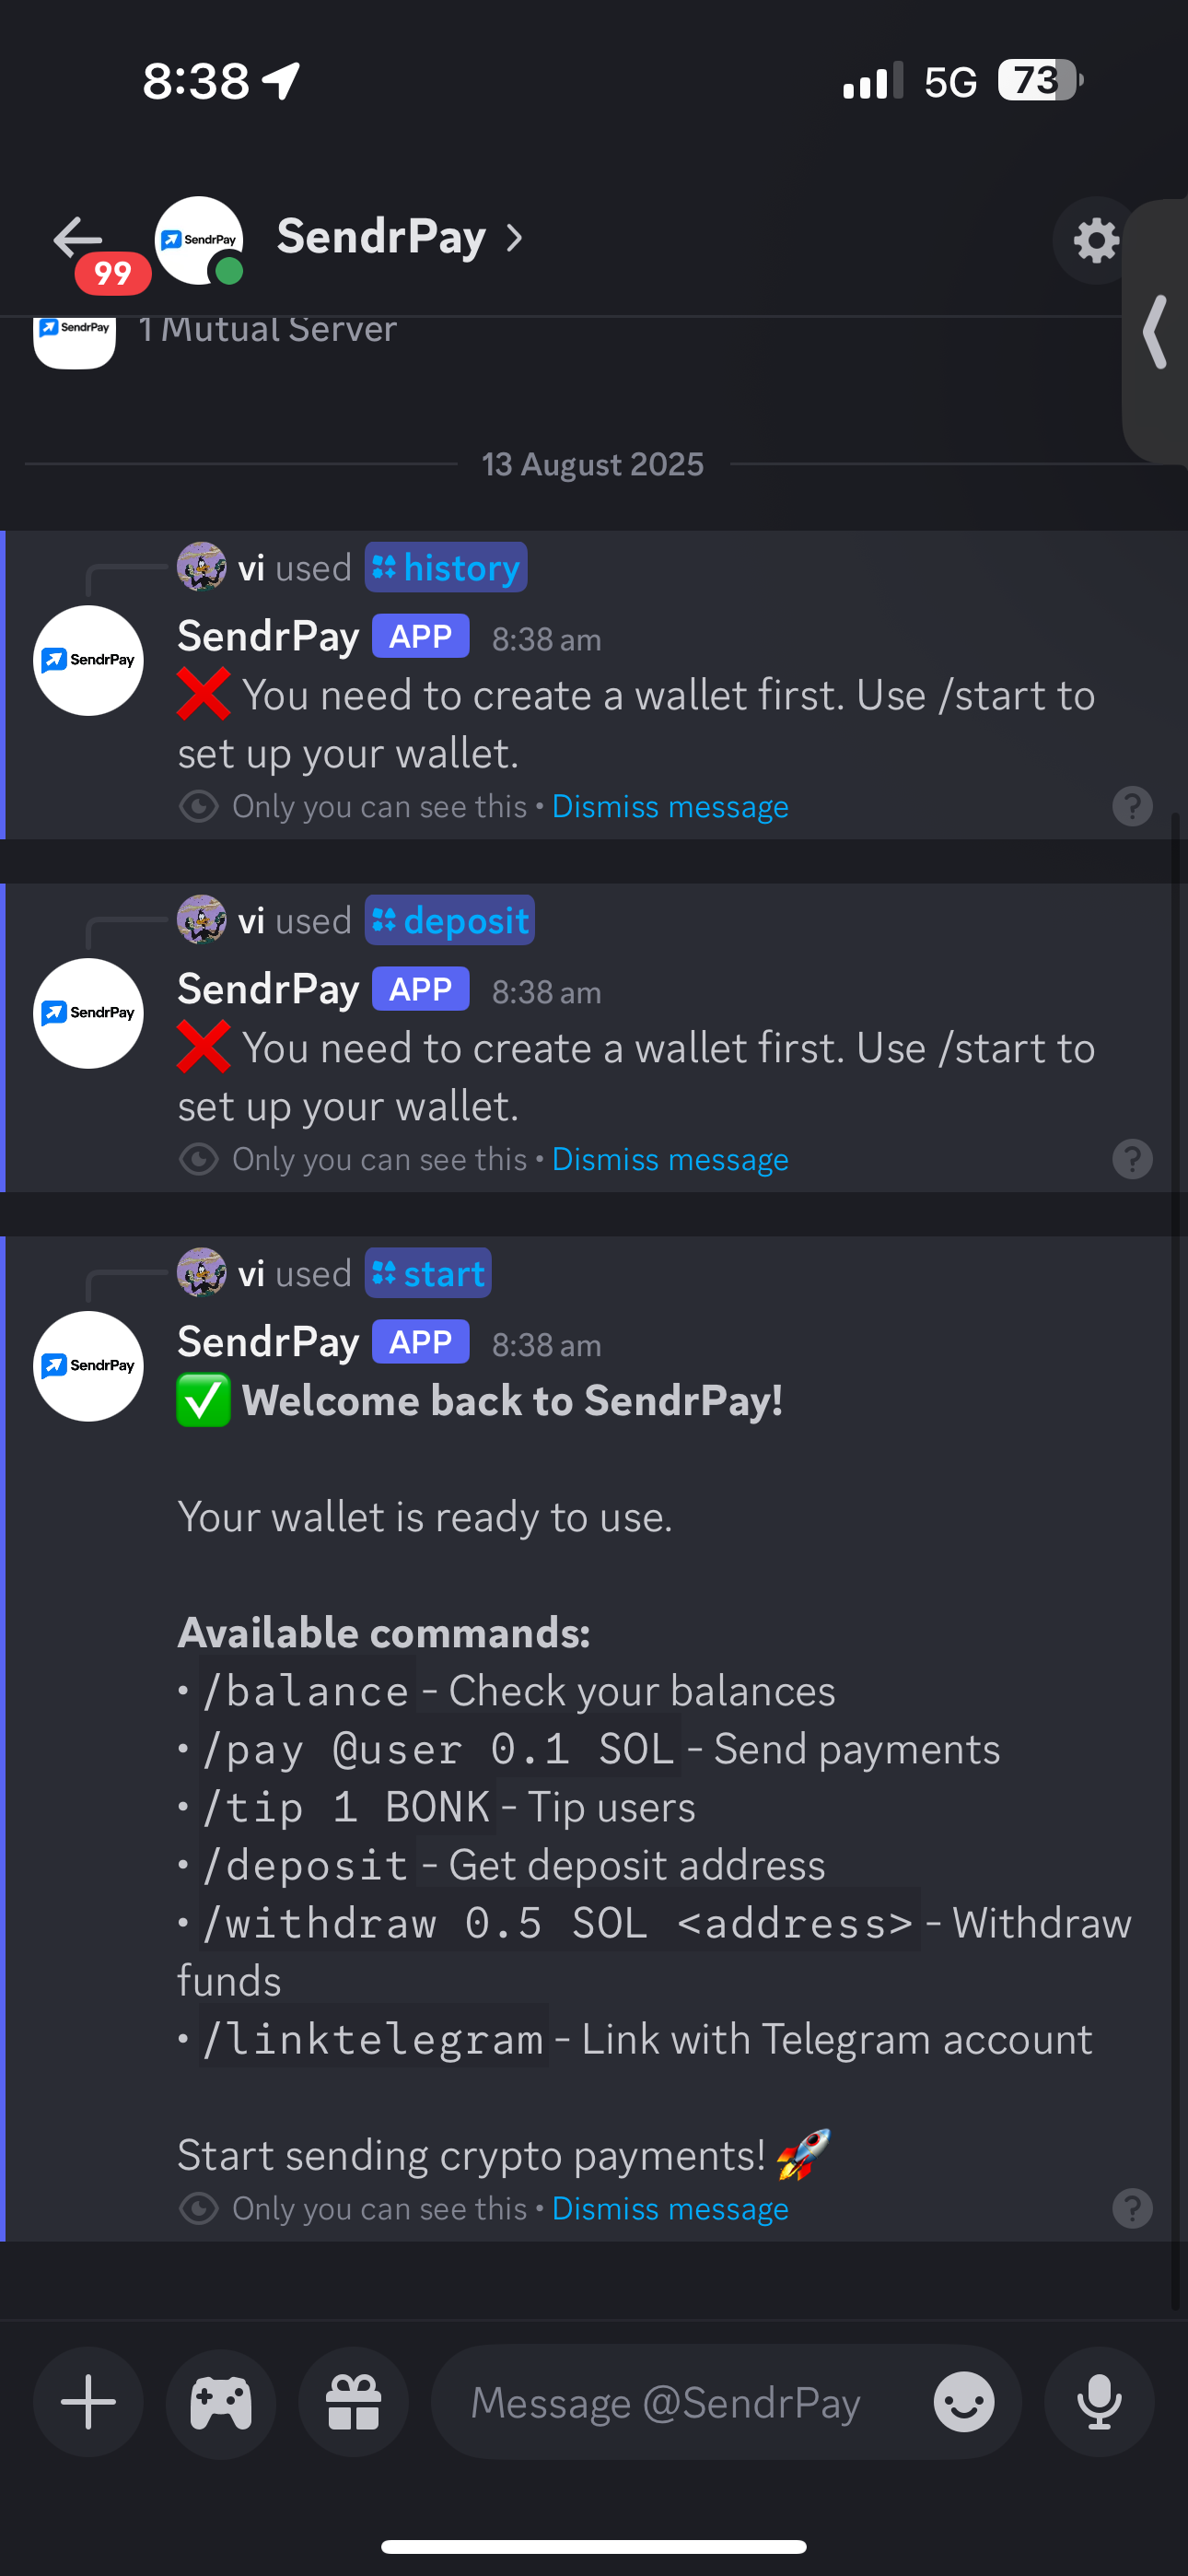 8:38
5G 73
99
SendrPay
SendrPay
SendrPay
1 Mutual Server
13 August 2025
vi used history
SendrPay APP 8:38 am
SendrPay
❌ You need to create a wallet first. Use /start to
set up your wallet.
Only you can see this • Dismiss message
?
vi used deposit
SendrPay APP 8:38 am
SendrPay
❌ You need to create a wallet first. Use /start to
set up your wallet.
Only you can see this • Dismiss message
?
vi used start
SendrPay APP 8:38 am
SendrPay
✅ Welcome back to SendrPay!
Your wallet is ready to use.
Available commands:
• /balance - Check your balances
• /pay @user 0.1 SOL - Send payments
• /tip 1 BONK - Tip users
• /deposit - Get deposit address
• /withdraw 0.5 SOL <address> - Withdraw
funds
• /linktelegram - Link with Telegram account
Start sending crypto payments! 🚀
Only you can see this • Dismiss message
?
Message @SendrPay